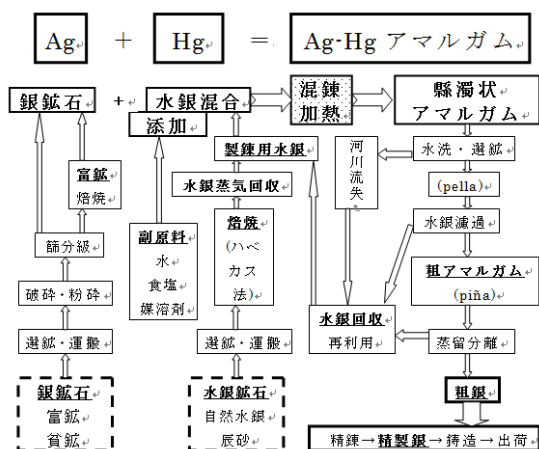 Ag + Hg = Ag-Hg アマルガム
銀鉱石 + 水銀混合
添加
混錬
加熱
縣濁状
アマルガム
富鉱
焙焼
篩分級
破砕・粉砕
選鉱・運搬
銀鉱石
富鉱
貧鉱
副原料
水
食塩
媒溶剤
製錬用水銀
水銀蒸気回収
焙焼
(ハベ
カス
法)
選鉱・運搬
水銀鉱石
自然水銀
辰砂
河
川
流
失
水銀回収
再利用
水洗・選鉱
(pella)
水銀濾過
粗アマルガム
(piña)
蒸留分離
粗銀
精錬→精製銀→鋳造→出荷